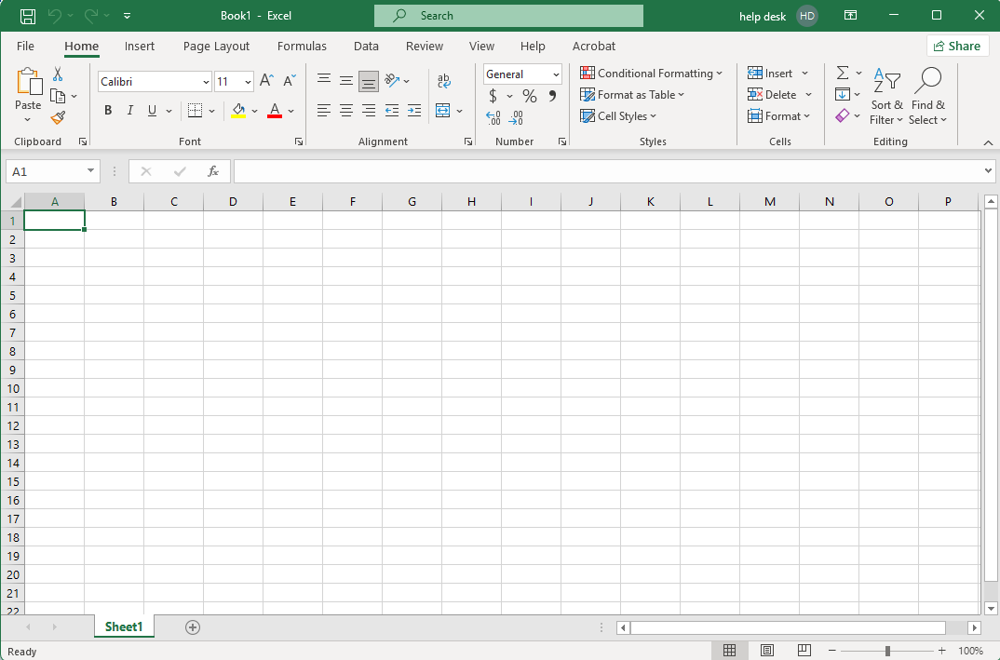 Book1 - Excel
Search
help desk HD
File Home Insert Page Layout Formulas Data Review View Help Acrobat Share
Paste
Calibri 11
B I U A
A A
ab
General
$ % ,
.00
.00
Conditional Formatting
Format as Table
Cell Styles
Insert
Delete
Format
Sort & Filter
Find & Select
Clipboard Font Alignment Number Styles Cells Editing
A1 fx
A B C D E F G H I J K L M N O P
1
2
3
4
5
6
7
8
9
10
11
12
13
14
15
16
17
18
19
20
21
22
Sheet1
Ready 100%